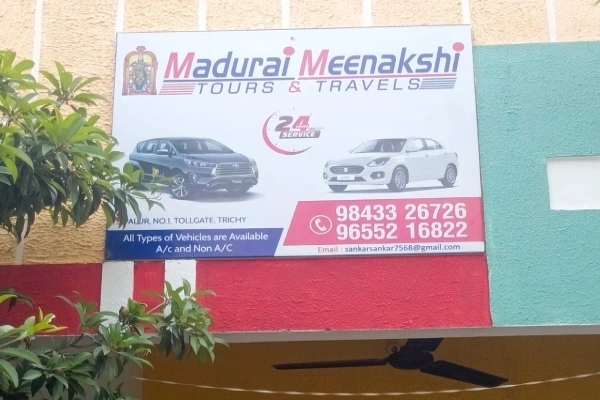 Madurai Meenakshi
TOURS & TRAVELS
24
SERVICE
NO.1. TOLLGATE, TRICHY.
All Types of Vehicles are Available
A/c and Non A/C
98433 26726
96552 16822
Email : sankarsankar7568@gmail.com